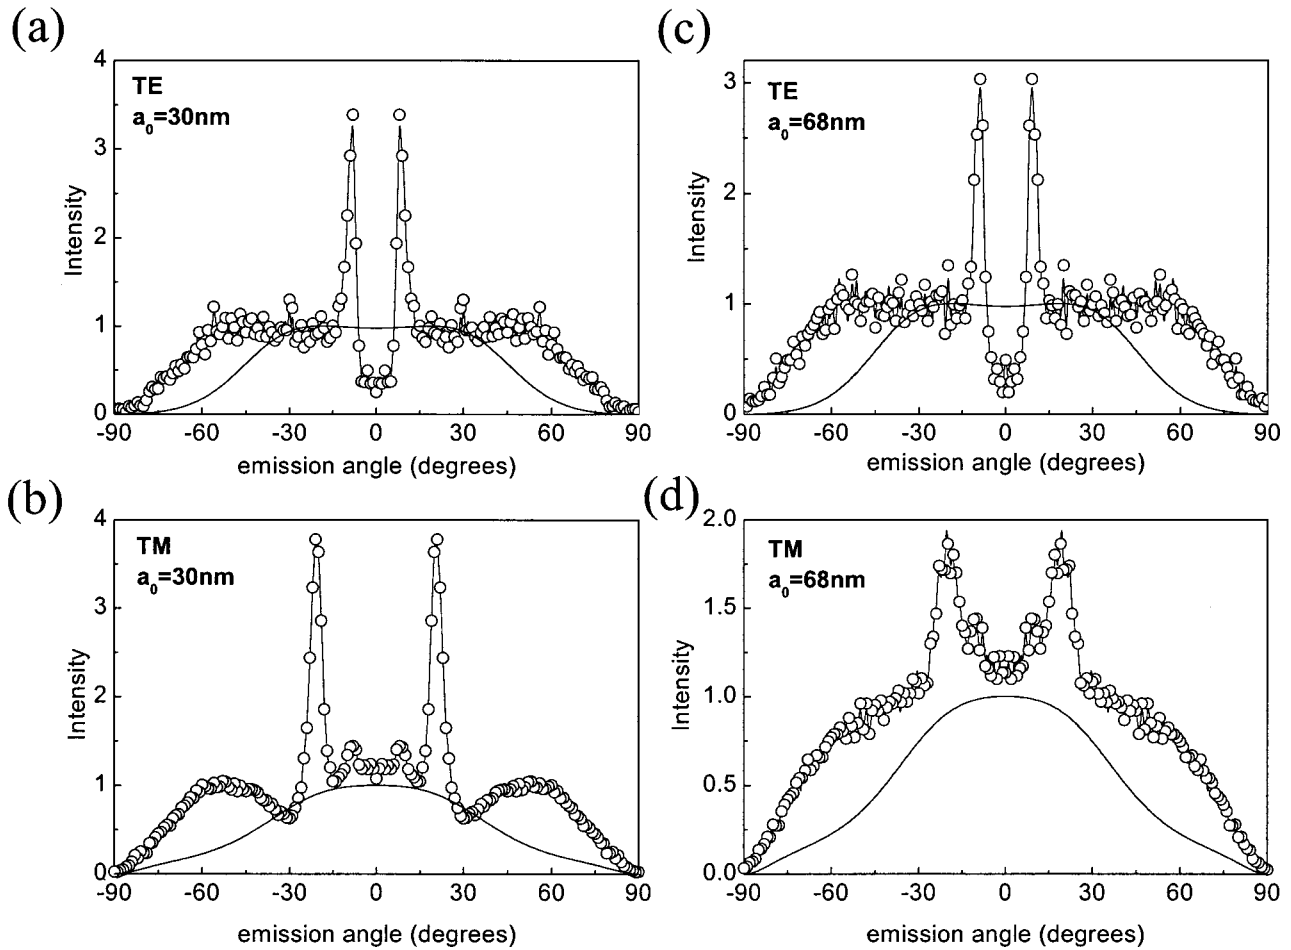 (a)
TE
a0=30nm
4
3
2
1
0
Intensity
-90 -60 -30 0 30 60 90
emission angle (degrees)
(c)
TE
a0=68nm
3
2
1
0
Intensity
-90 -60 -30 0 30 60 90
emission angle (degrees)
(b)
TM
a0=30nm
4
3
2
1
0
Intensity
-90 -60 -30 0 30 60 90
emission angle (degrees)
(d)
TM
a0=68nm
2.0
1.5
1.0
0.5
0.0
Intensity
-90 -60 -30 0 30 60 90
emission angle (degrees)